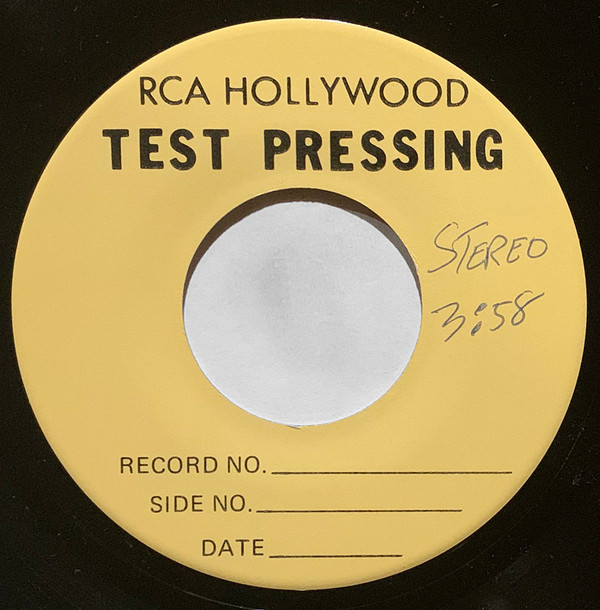 RCA HOLLYWOOD
TEST PRESSING
STEREO
3:58
RECORD NO.
SIDE NO.
DATE